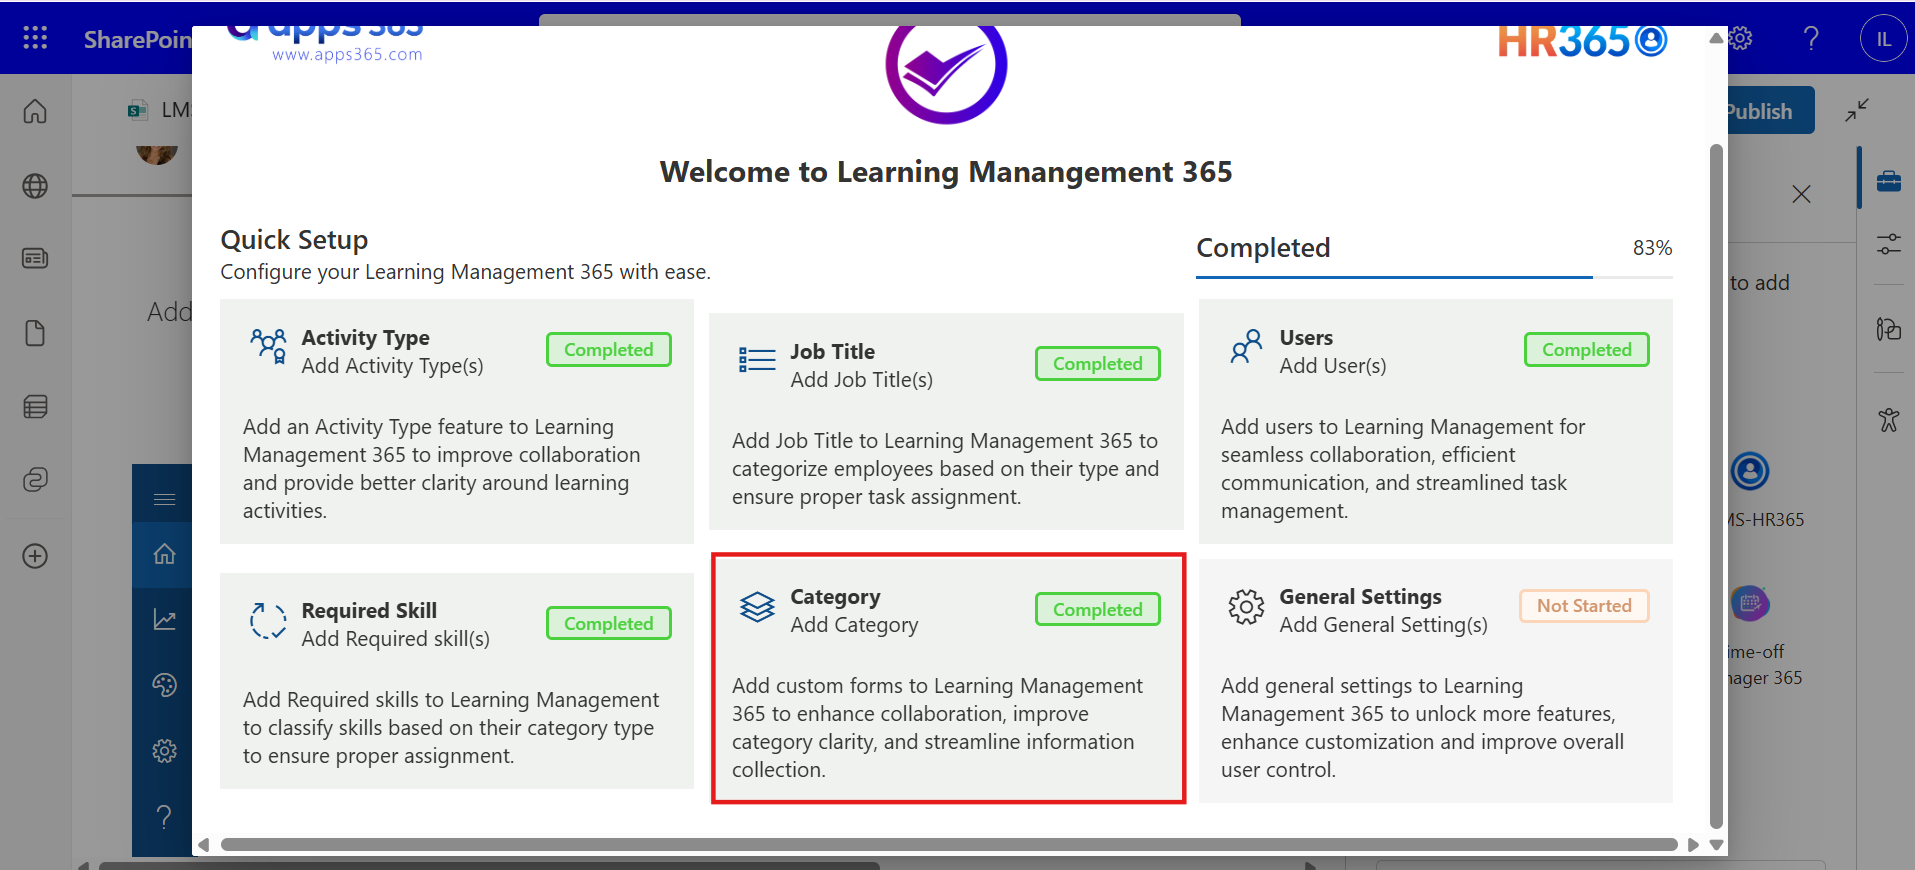 SharePoin
apps 365
www.apps365.com
HR365
IL
LM
Publish
Welcome to Learning Manangement 365
Quick Setup
Configure your Learning Management 365 with ease.
Completed
83%
Add
to add
Activity Type
Add Activity Type(s)
Completed
Add an Activity Type feature to Learning
Management 365 to improve collaboration
and provide better clarity around learning
activities.
Job Title
Add Job Title(s)
Completed
Add Job Title to Learning Management 365 to
categorize employees based on their type and
ensure proper task assignment.
Users
Add User(s)
Completed
Add users to Learning Management for
seamless collaboration, efficient
communication, and streamlined task
management.
MS-HR365
Required Skill
Add Required skill(s)
Completed
Add Required skills to Learning Management
to classify skills based on their category type
to ensure proper assignment.
Category
Add Category
Completed
Add custom forms to Learning Management
365 to enhance collaboration, improve
category clarity, and streamline information
collection.
General Settings
Add General Setting(s)
Not Started
Add general settings to Learning
Management 365 to unlock more features,
enhance customization and improve overall
user control.
ime-off
nager 365